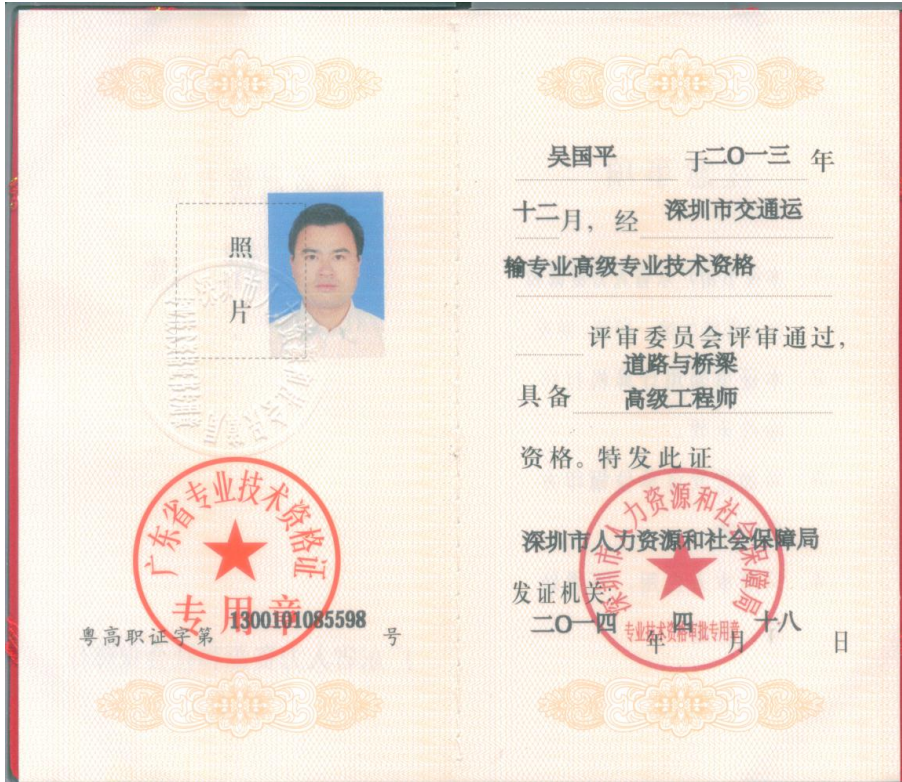 照
片
广东省专业技术资格证
专用章
粤高职证字第 1300101085598 号
吴国平 于二O一三 年
十二月，经 深圳市交通运
输专业高级专业技术资格
评审委员会评审通过，
道路与桥梁
具备 高级工程师
资格。特发此证
深圳市人力资源和社会保障局
深圳市人力资源和社会保障局
发证机关：
二O一四 年 四 月 十八 日
专业技术资格审批专用章